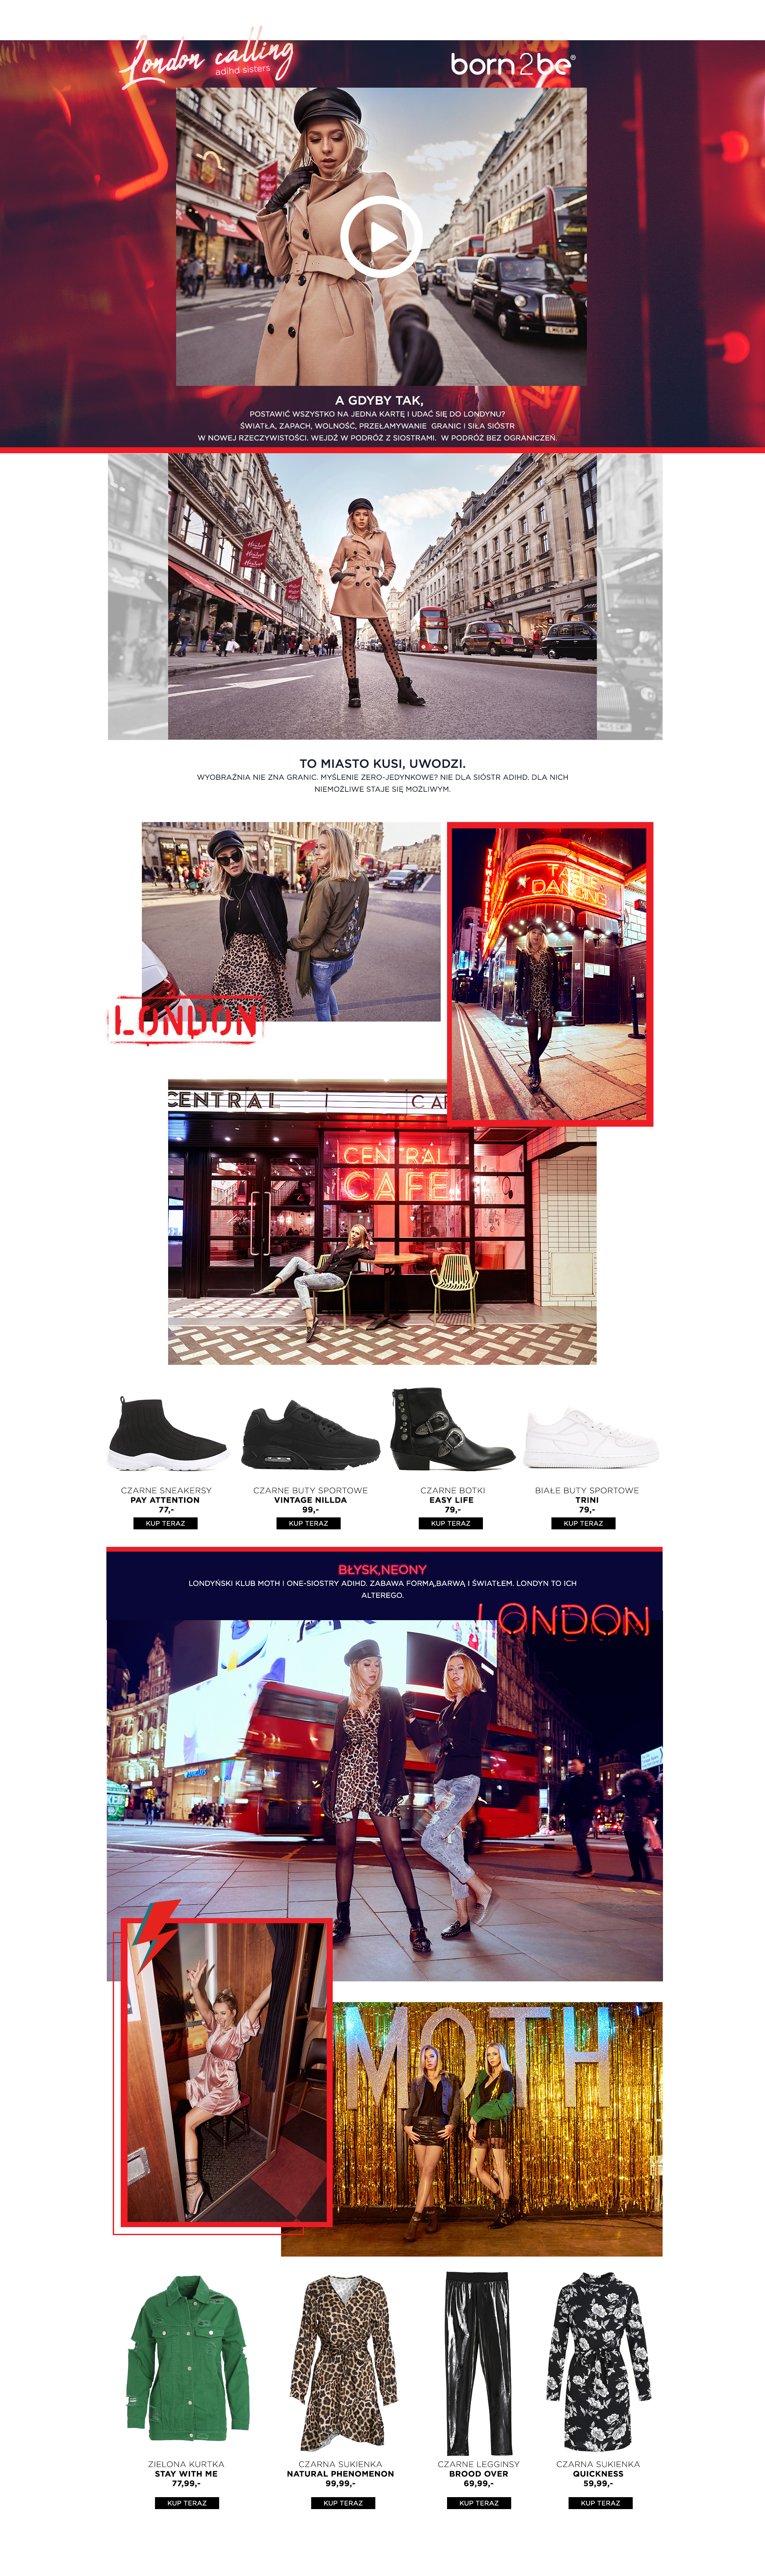 London calling
adihd sisters
born2be®
A GDYBY TAK,
POSTAWIĆ WSZYSTKO NA JEDNA KARTĘ I UDAĆ SIĘ DO LONDYNU?
ŚWIATŁA, ZAPACH, WOLNOŚĆ, PRZEŁAMYWANIE GRANIC I SIŁA SIÓSTR
W NOWEJ RZECZYWISTOŚCI. WEJDŹ W PODRÓŻ Z SIOSTRAMI. W PODRÓŻ BEZ OGRANICZEŃ.
Hamleys
Hamleys
Hamleys
TO MIASTO KUSI, UWODZI.
WYOBRAŹNIA NIE ZNA GRANIC. MYŚLENIE ZERO-JEDYNKOWE? NIE DLA SIÓSTR ADIHD. DLA NICH
NIEMOŻLIWE STAJE SIĘ MOŻLIWYM.
THE WINDMILL
TABLE
DANCING
LONDON
CENTRAL
CENTRAL
CAFE
CZARNE SNEAKERSY
PAY ATTENTION
77,-
KUP TERAZ
CZARNE BUTY SPORTOWE
VINTAGE NILLDA
99,-
KUP TERAZ
CZARNE BOTKI
EASY LIFE
79,-
KUP TERAZ
BIAŁE BUTY SPORTOWE
TRINI
79,-
KUP TERAZ
BŁYSK,NEONY
LONDYŃSKI KLUB MOTH I ONE-SIOSTRY ADIHD. ZABAWA FORMĄ,BARWĄ I ŚWIATŁEM. LONDYN TO ICH
ALTEREGO.
LONDON
MOTH
ZIELONA KURTKA
STAY WITH ME
77,99,-
KUP TERAZ
CZARNA SUKIENKA
NATURAL PHENOMENON
99,99,-
KUP TERAZ
CZARNE LEGGINSY
BROOD OVER
69,99,-
KUP TERAZ
CZARNA SUKIENKA
QUICKNESS
59,99,-
KUP TERAZ